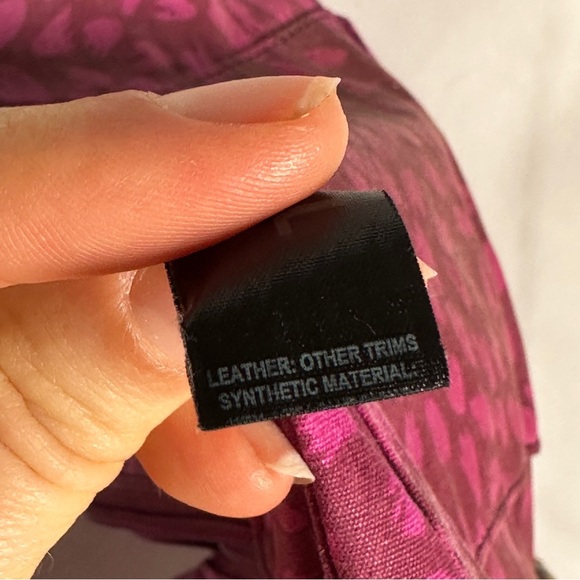 LEATHER: OTHER TRIMS
SYNTHETIC MATERIAL: